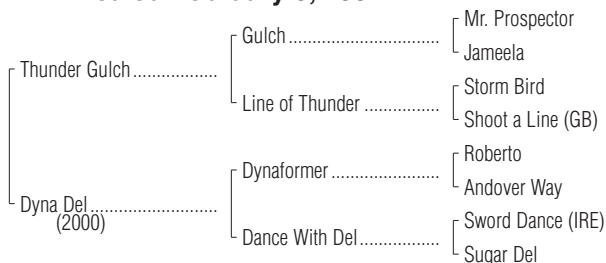 Mr. Prospector
Gulch
Jameela
Thunder Gulch
Storm Bird
Line of Thunder
Shoot a Line (GB)
Roberto
Dynaformer
Andover Way
Dyna Del
(2000)
Sword Dance (IRE)
Dance With Del
Sugar Del